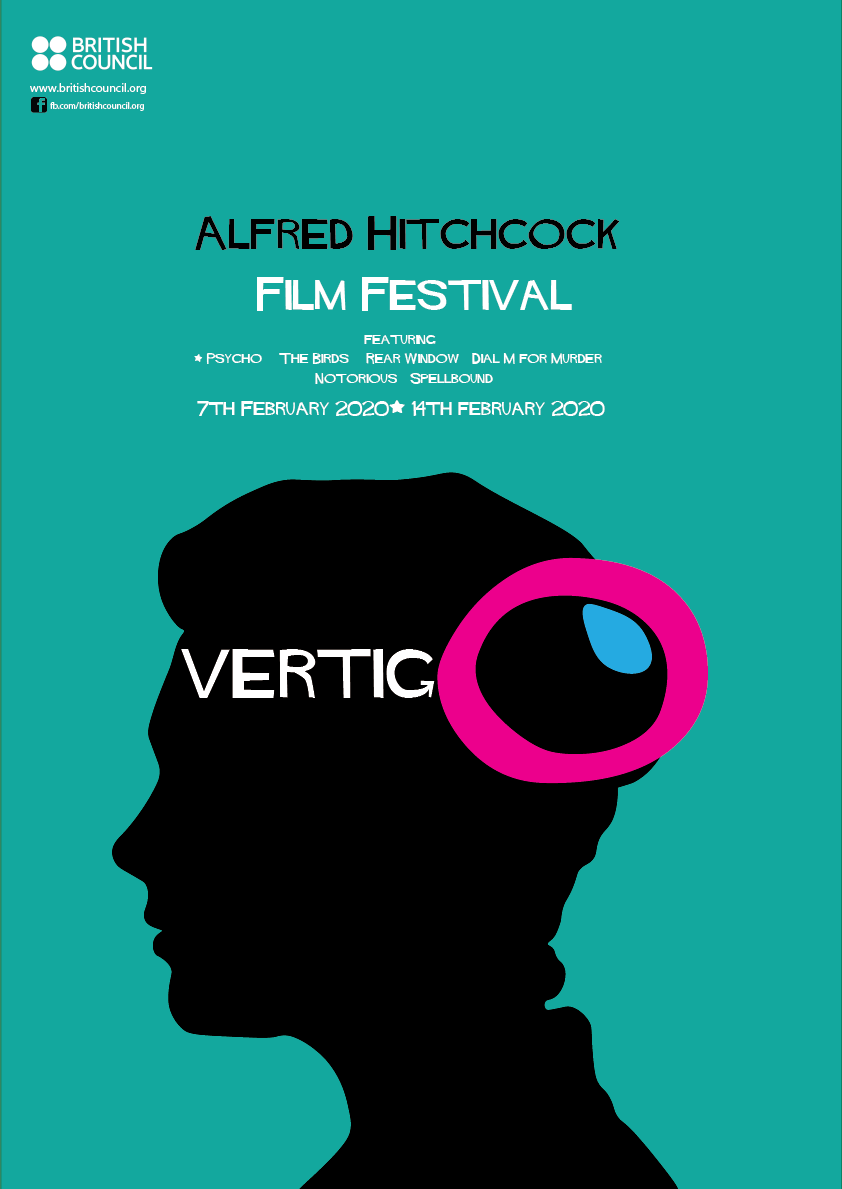 BRITISH
COUNCIL
www.britishcouncil.org
f fb.com/britishcouncil.org
ALFRED HITCHCOCK
FILM FESTIVAL
FEATURING
★ PSYCHO THE BIRDS REAR WINDOW DIAL M FOR MURDER
NOTORIOUS SPELLBOUND
7TH FEBRUARY 2020★ 14TH FEBRUARY 2020
VERTIGO